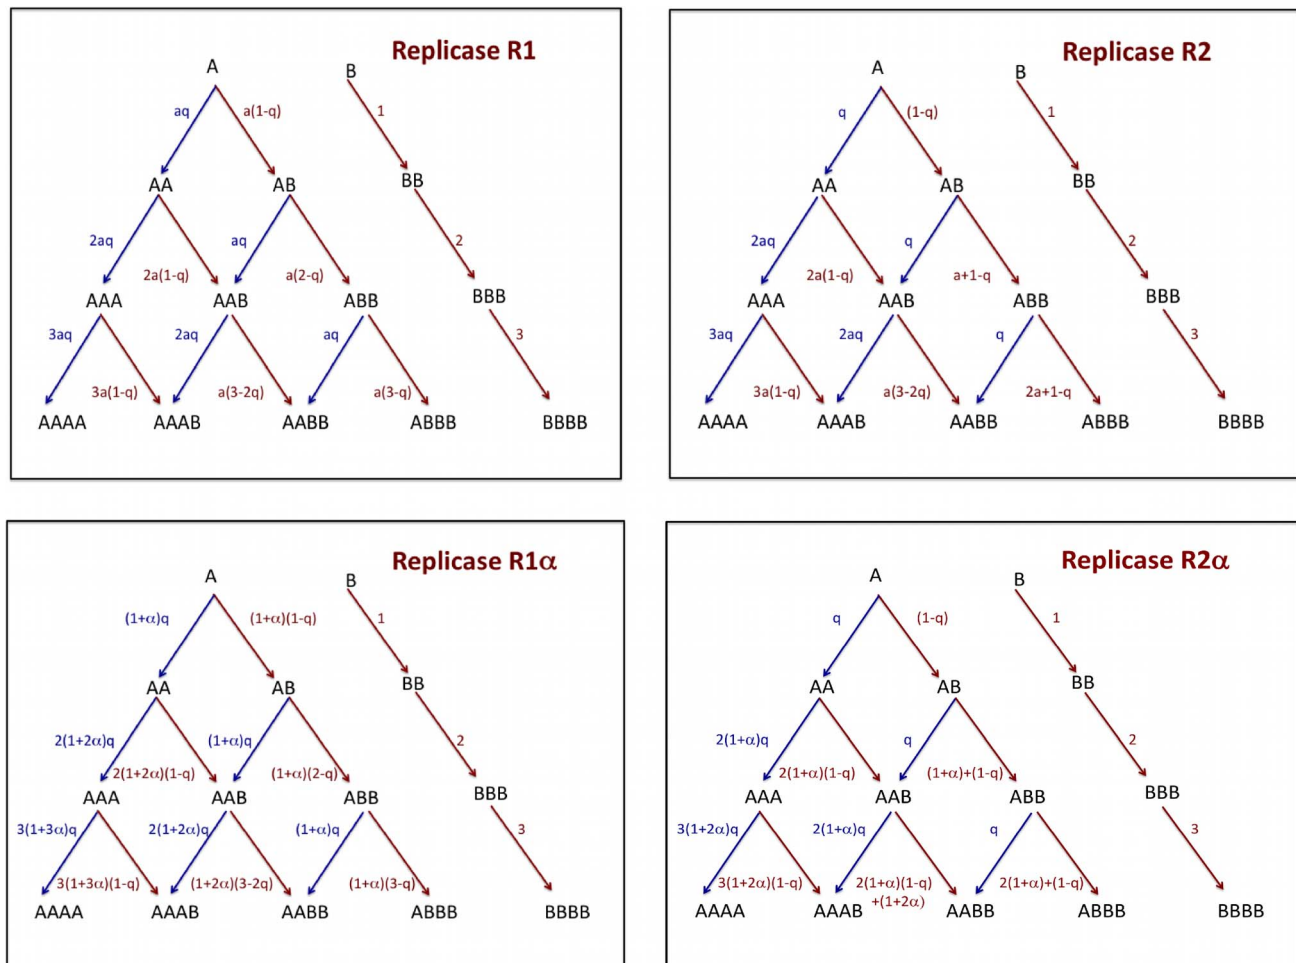 Replicase R1
A B
aq a(1-q) 1
AA AB BB
2aq 2a(1-q) aq a(2-q) 2
AAA AAB ABB BBB
3aq 3a(1-q) 2aq a(3-2q) aq a(3-q) 3
AAAA AAAB AABB ABBB BBBB
Replicase R2
A B
q (1-q) 1
AA AB BB
2aq 2a(1-q) q a+1-q 2
AAA AAB ABB BBB
3aq 3a(1-q) 2aq a(3-2q) q 2a+1-q 3
AAAA AAAB AABB ABBB BBBB
Replicase R1α
A B
(1+α)q (1+α)(1-q) 1
AA AB BB
2(1+2α)q 2(1+2α)(1-q) (1+α)q (1+α)(2-q) 2
AAA AAB ABB BBB
3(1+3α)q 3(1+3α)(1-q) 2(1+2α)q (1+2α)(3-2q) (1+α)q (1+α)(3-q) 3
AAAA AAAB AABB ABBB BBBB
Replicase R2α
A B
q (1-q) 1
AA AB BB
2(1+α)q 2(1+α)(1-q) q (1+α)+(1-q) 2
AAA AAB ABB BBB
3(1+2α)q 3(1+2α)(1-q) 2(1+α)q 2(1+α)(1-q) q 2(1+α)+(1-q) 3
+(1+2α)
AAAA AAAB AABB ABBB BBBB